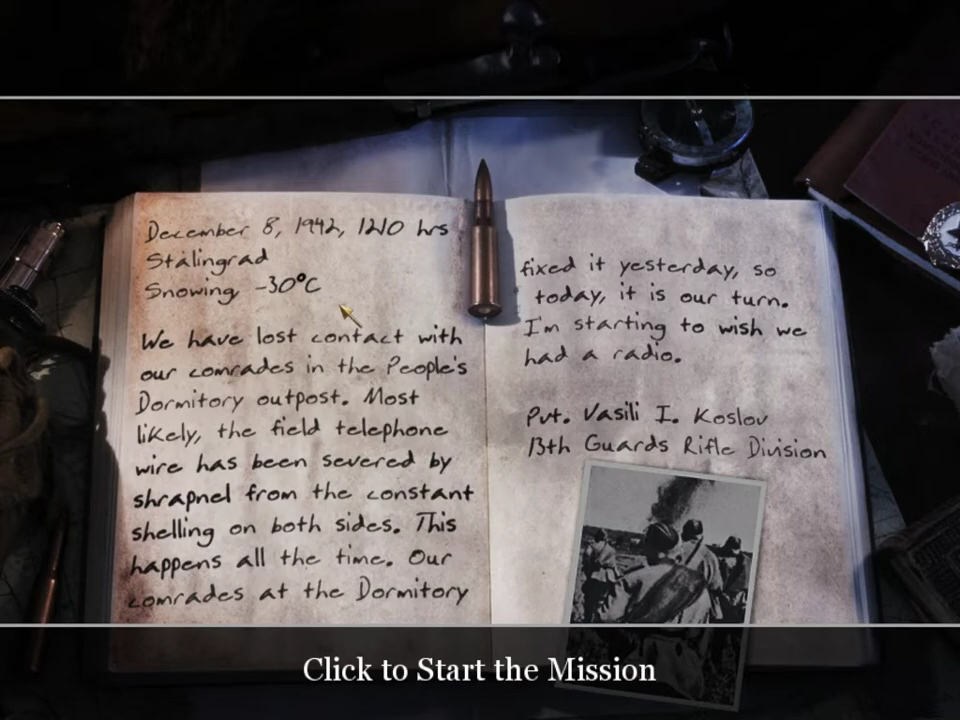 December 8, 1942, 1210 hrs
Stalingrad
Snowing -30°C
We have lost contact with
our comrades in the People's
Dormitory outpost. Most
likely, the field telephone
wire has been severed by
shrapnel from the constant
shelling on both sides. This
happens all the time. Our
comrades at the Dormitory
fixed it yesterday, so
today, it is our turn.
I'm starting to wish we
had a radio.
Pvt. Vasili I. Koslov
13th Guards Rifle Division
Click to Start the Mission